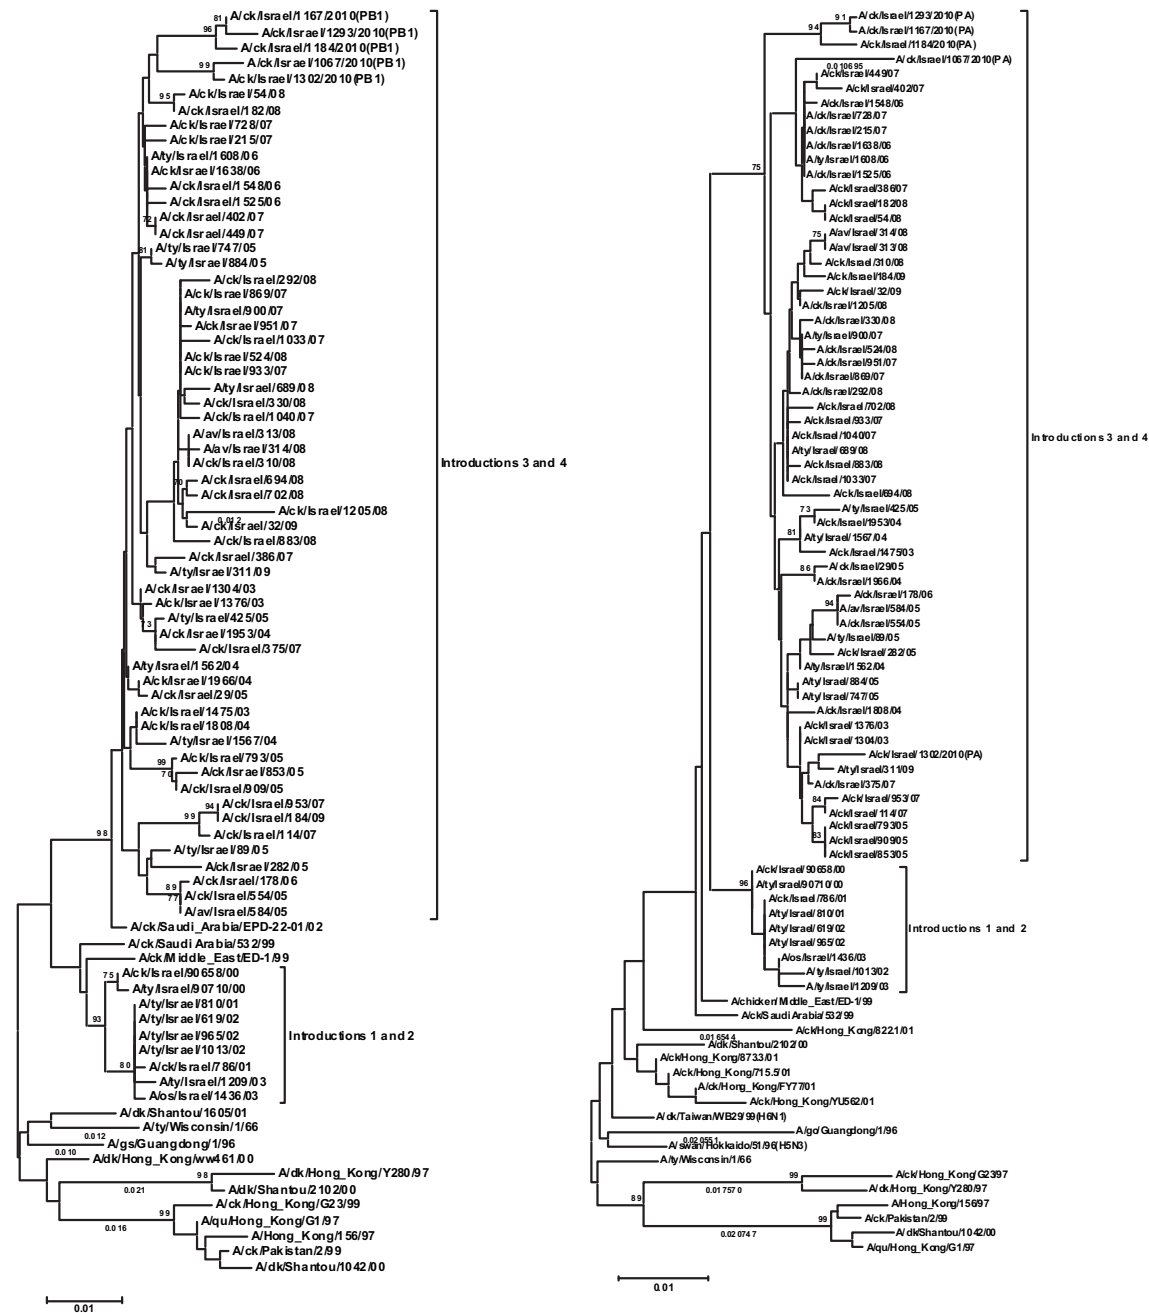 81
A/ck/Israel/1167/2010(PB1)
96
A/ck/Israel/1293/2010(PB1)
A/ck/Israel/1184/2010(PB1)
99
A/ck/Israel/1067/2010(PB1)
A/ck/Israel/1302/2010(PB1)
95
A/ck/Israel/54/08
A/ck/Israel/182/08
A/ck/Israel/728/07
A/ck/Israel/215/07
A/ty/Israel/1608/06
A/ck/Israel/1638/06
A/ck/Israel/1548/06
A/ck/Israel/1525/06
72
A/ck/Israel/402/07
A/ck/Israel/449/07
81
A/ty/Israel/747/05
A/ty/Israel/884/05
A/ck/Israel/292/08
A/ck/Israel/869/07
A/ty/Israel/900/07
A/ck/Israel/951/07
A/ck/Israel/1033/07
A/ck/Israel/524/08
A/ck/Israel/933/07
A/ty/Israel/689/08
A/ck/Israel/330/08
A/ck/Israel/1040/07
A/av/Israel/313/08
A/av/Israel/314/08
A/ck/Israel/310/08
70
A/ck/Israel/694/08
A/ck/Israel/702/08
A/ck/Israel/1205/08
0.012
A/ck/Israel/32/09
A/ck/Israel/883/08
A/ck/Israel/386/07
A/ty/Israel/311/09
A/ck/Israel/1304/03
A/ck/Israel/1376/03
73
A/ty/Israel/425/05
A/ck/Israel/1953/04
A/ck/Israel/375/07
A/ty/Israel/1562/04
A/ck/Israel/1966/04
A/ck/Israel/29/05
A/ck/Israel/1475/03
A/ck/Israel/1808/04
A/ty/Israel/1567/04
99
A/ck/Israel/793/05
70
A/ck/Israel/853/05
A/ck/Israel/909/05
94
A/ck/Israel/953/07
99
A/ck/Israel/184/09
A/ck/Israel/114/07
98
A/ty/Israel/89/05
A/ck/Israel/282/05
89
A/ck/Israel/178/06
77
A/ck/Israel/554/05
A/av/Israel/584/05
A/ck/Saudi_Arabia/EPD-22-01/02
A/ck/Saudi Arabia/532/99
A/ck/Middle_East/ED-1/99
75
A/ck/Israel/90658/00
A/ty/Israel/90710/00
A/ty/Israel/810/01
93
A/ty/Israel/619/02
A/ty/Israel/965/02
A/ty/Israel/1013/02
80
A/ck/Israel/786/01
A/ty/Israel/1209/03
A/os/Israel/1436/03
A/dk/Shantou/1605/01
A/ty/Wisconsin/1/66
0.012
A/gs/Guangdong/1/96
0.010
A/dk/Hong_Kong/ww461/00
98
A/dk/Hong_Kong/Y280/97
0.021
A/dk/Shantou/2102/00
A/ck/Hong_Kong/G23/99
99
A/qu/Hong_Kong/G1/97
0.016
A/Hong_Kong/156/97
A/ck/Pakistan/2/99
A/dk/Shantou/1042/00
0.01
Introductions 3 and 4
Introductions 1 and 2
91
A/ck/Israel/1293/2010(PA)
94
A/ck/Israel/1167/2010(PA)
A/ck/Israel/1184/2010(PA)
A/ck/Israel/1067/2010(PA)
0.010695
A/ck/Israel/449/07
A/ck/Israel/402/07
A/ck/Israel/1548/06
A/ck/Israel/728/07
A/ck/Israel/215/07
A/ck/Israel/1638/06
A/ty/Israel/1608/06
75
A/ck/Israel/1525/06
A/ck/Israel/386/07
A/ck/Israel/182/08
A/ck/Israel/54/08
75
A/av/Israel/314/08
A/av/Israel/313/08
A/ck/Israel/310/08
A/ck/Israel/184/09
A/ck/Israel/32/09
A/ck/Israel/1205/08
A/ck/Israel/330/08
A/ty/Israel/900/07
A/ck/Israel/524/08
A/ck/Israel/951/07
A/ck/Israel/869/07
A/ck/Israel/292/08
A/ck/Israel/702/08
A/ck/Israel/933/07
A/ck/Israel/1040/07
A/ty/Israel/689/08
A/ck/Israel/883/08
A/ck/Israel/1033/07
A/ck/Israel/694/08
73
A/ty/Israel/425/05
A/ck/Israel/1953/04
81
A/ty/Israel/1567/04
A/ck/Israel/1475/03
86
A/ck/Israel/29/05
A/ck/Israel/1966/04
A/ck/Israel/178/06
94
A/av/Israel/584/05
A/ck/Israel/554/05
A/ty/Israel/89/05
A/ck/Israel/282/05
A/ty/Israel/1562/04
A/ty/Israel/884/05
A/ty/Israel/747/05
A/ck/Israel/1808/04
A/ck/Israel/1376/03
A/ck/Israel/1304/03
A/ck/Israel/1302/2010(PA)
A/ty/Israel/311/09
A/ck/Israel/375/07
84
A/ck/Israel/953/07
A/ck/Israel/114/07
A/ck/Israel/793/05
83
A/ck/Israel/909/05
A/ck/Israel/853/05
A/ck/Israel/90658/00
96
A/ty/Israel/90710/00
A/ck/Israel/786/01
A/ty/Israel/810/01
A/ty/Israel/619/02
A/ty/Israel/965/02
A/os/Israel/1436/03
A/ty/Israel/1013/02
A/ty/Israel/1209/03
A/chicken/Middle_East/ED-1/99
A/ck/Saudi Arabia/532/99
A/ck/Hong_Kong/822.1/01
0.016544
A/dk/Shantou/2102/00
A/ck/Hong_Kong/873.3/01
A/ck/Hong_Kong/715.5/01
A/ck/Hong_Kong/FY77/01
A/ck/Hong_Kong/YU562/01
A/dk/Taiwan/WB29/99(H6N1)
A/go/Guangdong/1/96
0.020551
A/swan/Hokkaido/51/96(H5N3)
A/ty/Wisconsin/1/66
99
A/ck/Hong_Kong/G23/97
0.017570
A/dk/Hong_Kong/Y280/97
89
A/Hong_Kong/156/97
99
A/ck/Pakistan/2/99
0.020747
A/dk/Shantou/1042/00
A/qu/Hong_Kong/G1/97
0.01
Introductions 3 and 4
Introductions 1 and 2